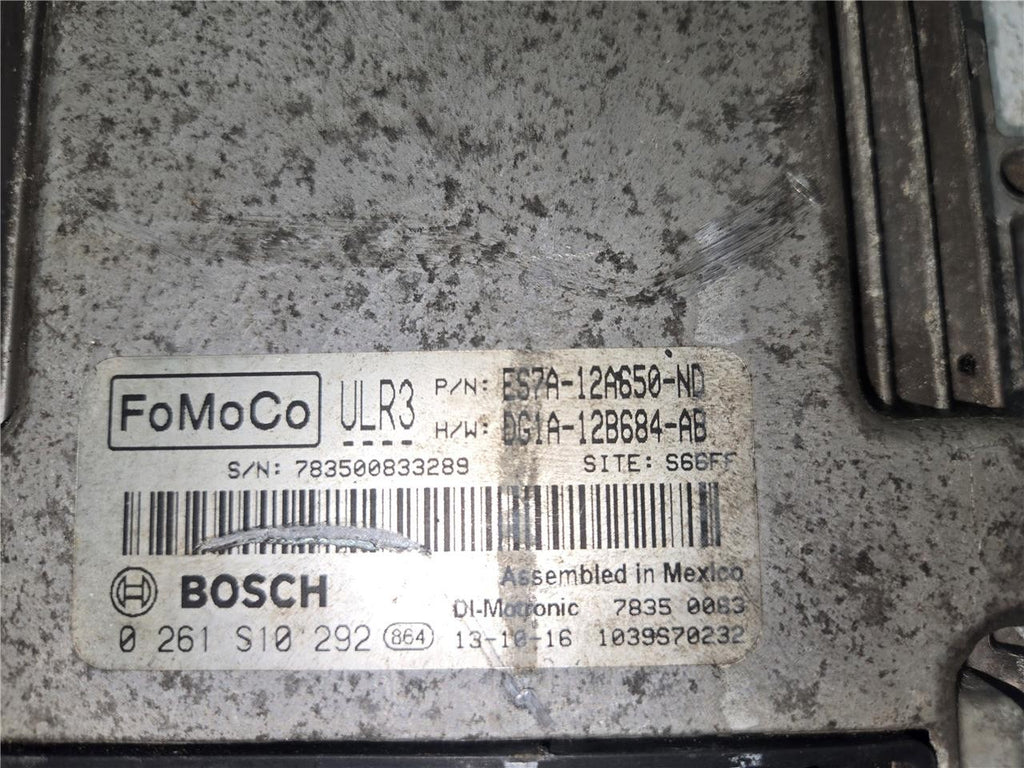 FoMoCo ULR3 P/N: ES7A-12A650-ND
H/W: DG1A-12B684-AB
S/N: 783500833289 SITE: S66FF
BOSCH Assembled in Mexico
DI-Motronic 7835 0083
0 261 S10 292 864 13-10-16 1039S70232